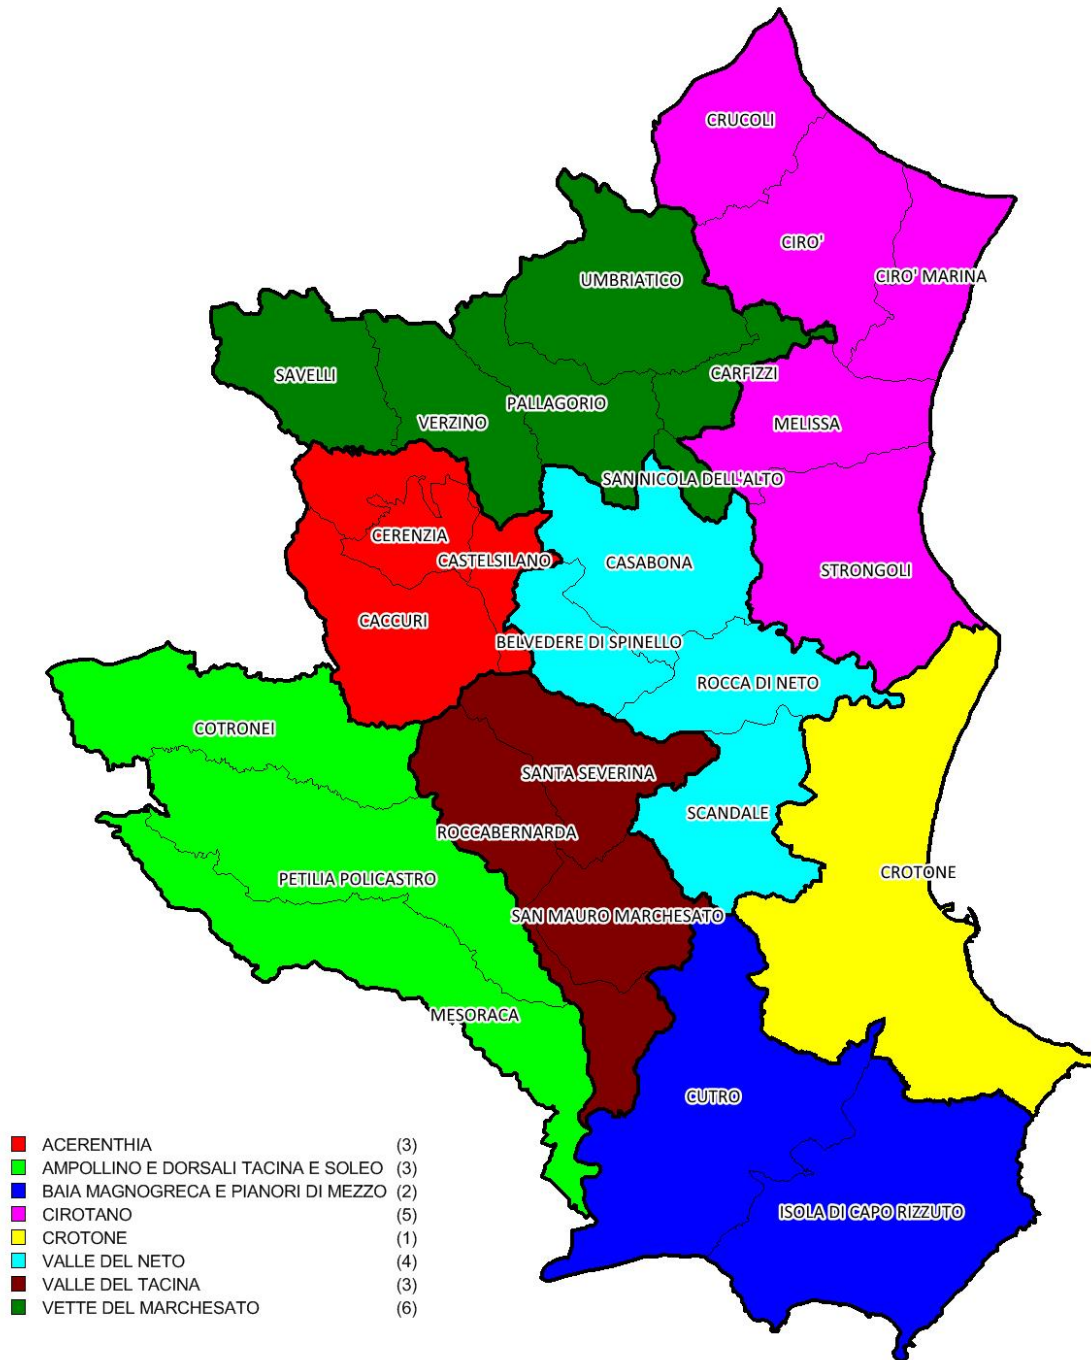 CRUCOLI
CIRO'
CIRO' MARINA
UMBRIATICO
SAVELLI
CARFIZZI
PALLAGORIO
VERZINO
MELISSA
SAN NICOLA DELL'ALTO
CERENZIA
CASTELSILANO
CASABONA
STRONGOLI
CACCURI
BELVEDERE DI SPINELLO
ROCCA DI NETO
COTRONEI
SANTA SEVERINA
SCANDALE
ROCCABERNARDA
CROTONE
PETILIA POLICASTRO
SAN MAURO MARCHESATO
MESORACA
CUTRO
ISOLA DI CAPO RIZZUTO
ACERENTHIA (3)
AMPOLLINO E DORSALI TACINA E SOLEO (3)
BAIA MAGNOGRECA E PIANORI DI MEZZO (2)
CIROTANO (5)
CROTONE (1)
VALLE DEL NETO (4)
VALLE DEL TACINA (3)
VETTE DEL MARCHESATO (6)